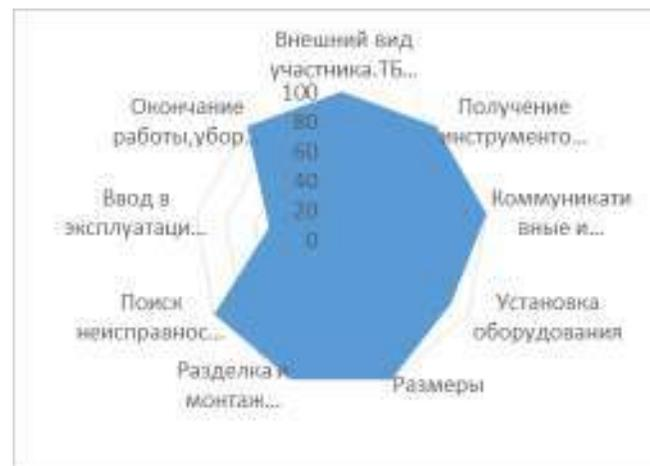 Внешний вид
участника.ТБ...
Получение
инструменто...
Коммуникати
вные и...
Установка
оборудования
Размеры
Разделка и
монтаж...
Поиск
неисправнос...
Ввод в
эксплуатаци...
Окончание
работы,убор...
100
80
60
40
20
0